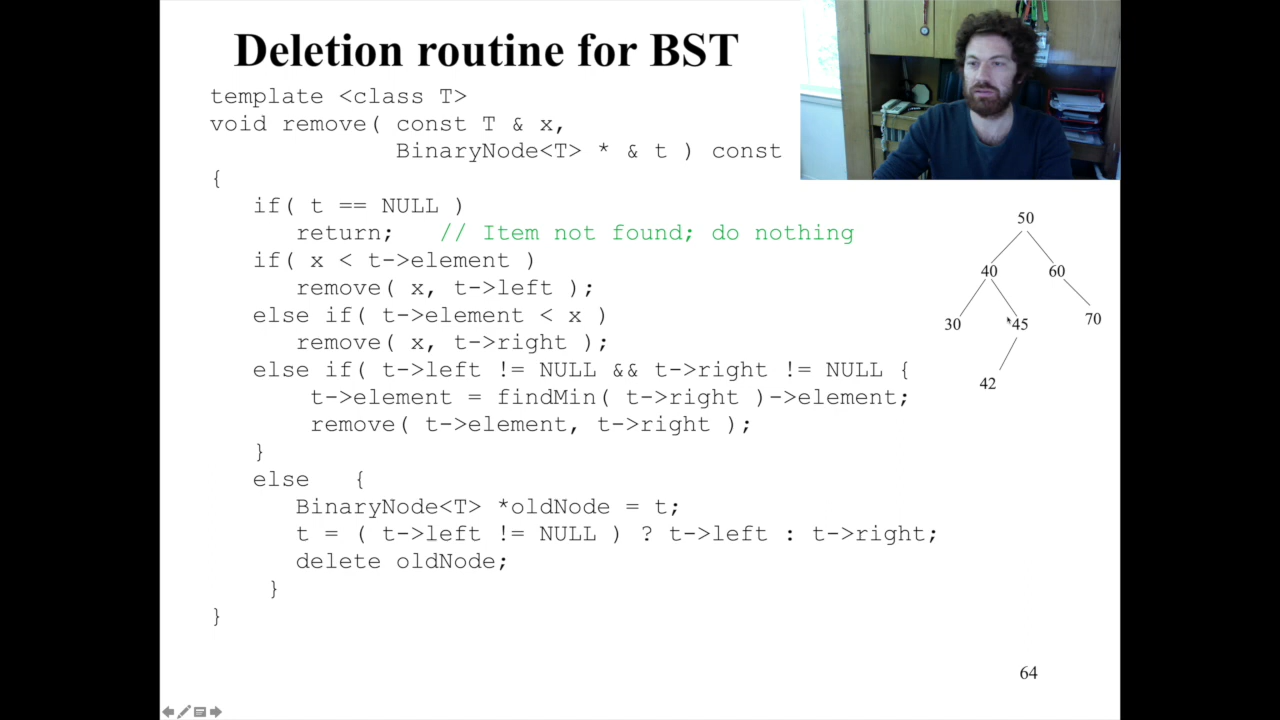 Deletion routine for BST
template <class T>
void remove( const T & x,
BinaryNode<T> * & t ) const
{
if( t == NULL )
return; // Item not found; do nothing
if( x < t->element )
remove( x, t->left );
else if( t->element < x )
remove( x, t->right );
else if( t->left != NULL && t->right != NULL {
t->element = findMin( t->right )->element;
remove( t->element, t->right );
}
else {
BinaryNode<T> *oldNode = t;
t = ( t->left != NULL ) ? t->left : t->right;
delete oldNode;
}
}
50
40 60
30 45 70
42
64